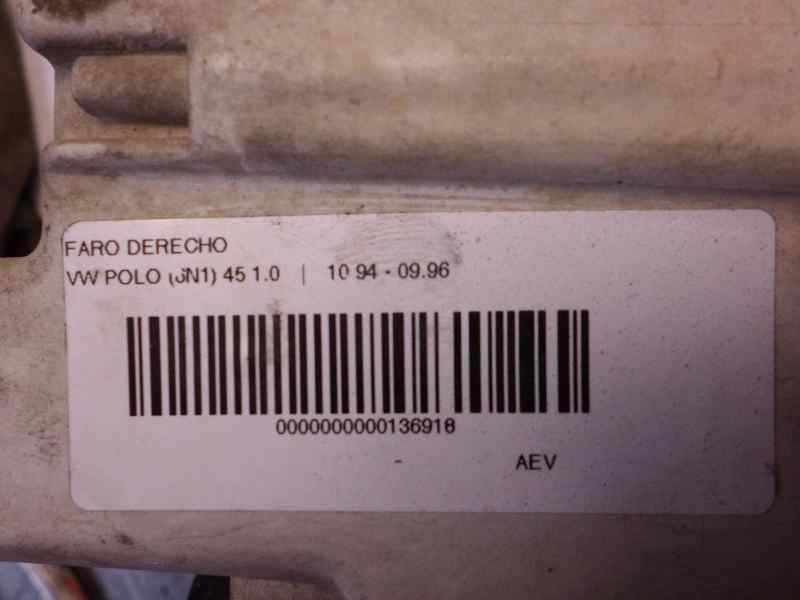 FARO DERECHO
VW POLO (6N1) 45 1.0 | 10.94 - 09.96
0000000000136918
- AEV